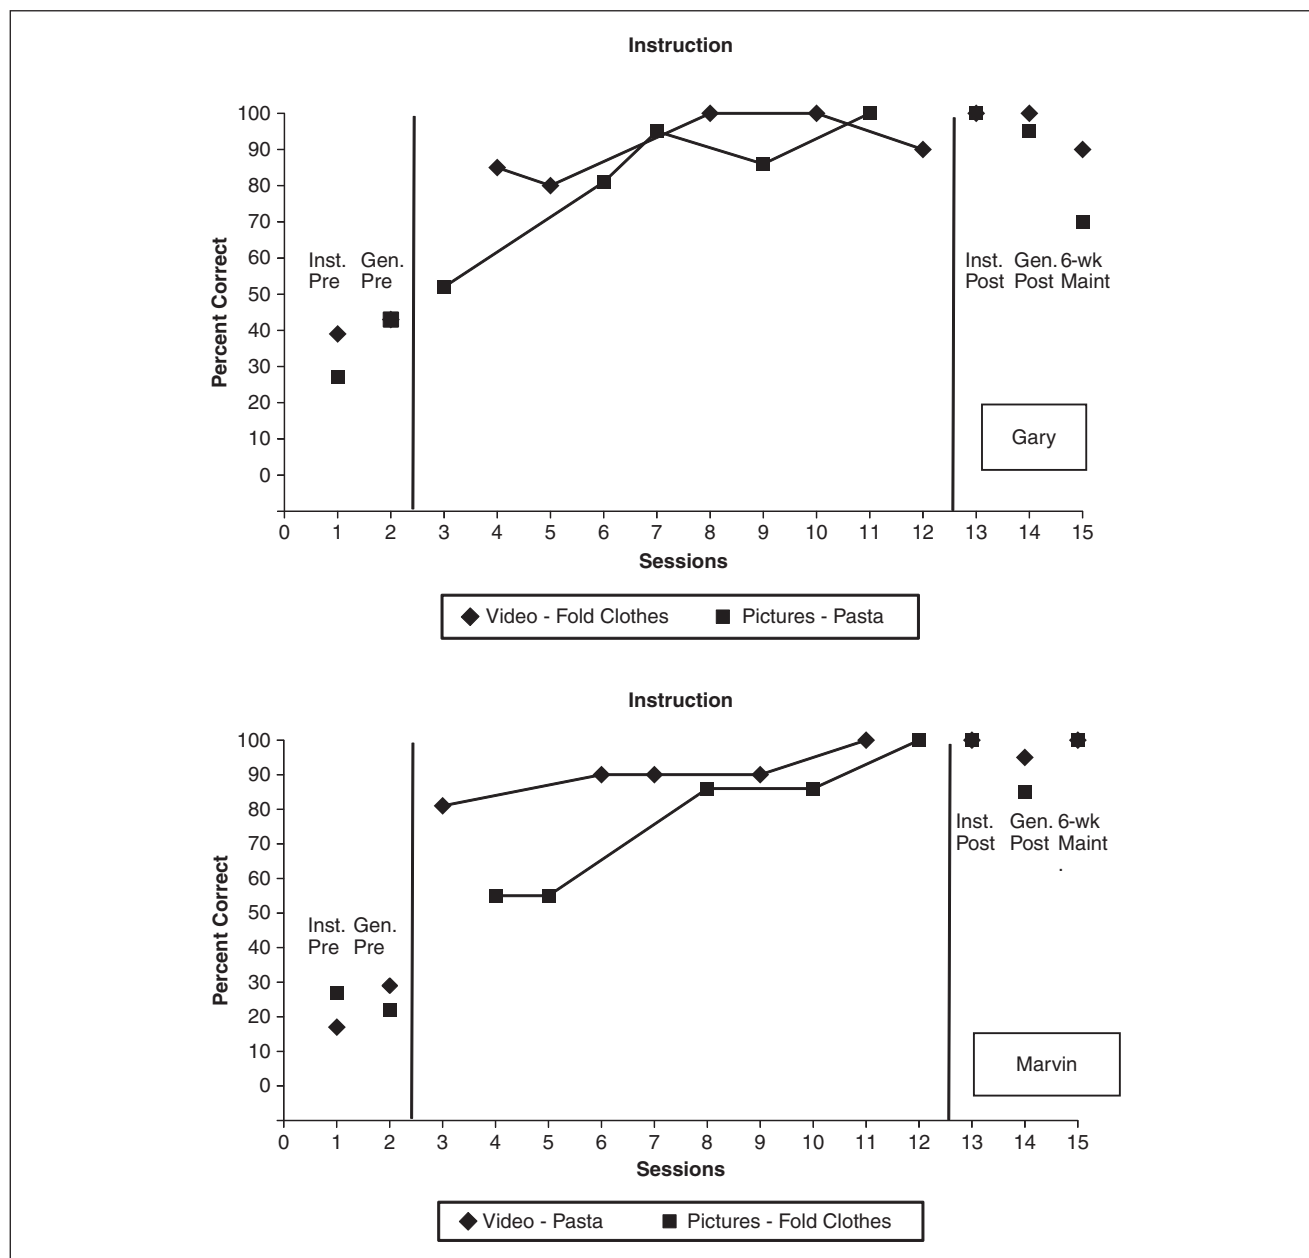 Instruction
100
90
80
70
60
50
40
30
20
10
0
Percent Correct
Inst. Gen.
Pre Pre
Inst. Gen. 6-wk
Post Post Maint
Gary
0 1 2 3 4 5 6 7 8 9 10 11 12 13 14 15
Sessions
Video - Fold Clothes Pictures - Pasta
Instruction
100
90
80
70
60
50
40
30
20
10
0
Percent Correct
Inst. Gen.
Pre Pre
Inst. Gen. 6-wk
Post Post Maint
.
Marvin
0 1 2 3 4 5 6 7 8 9 10 11 12 13 14 15
Sessions
Video - Pasta Pictures - Fold Clothes